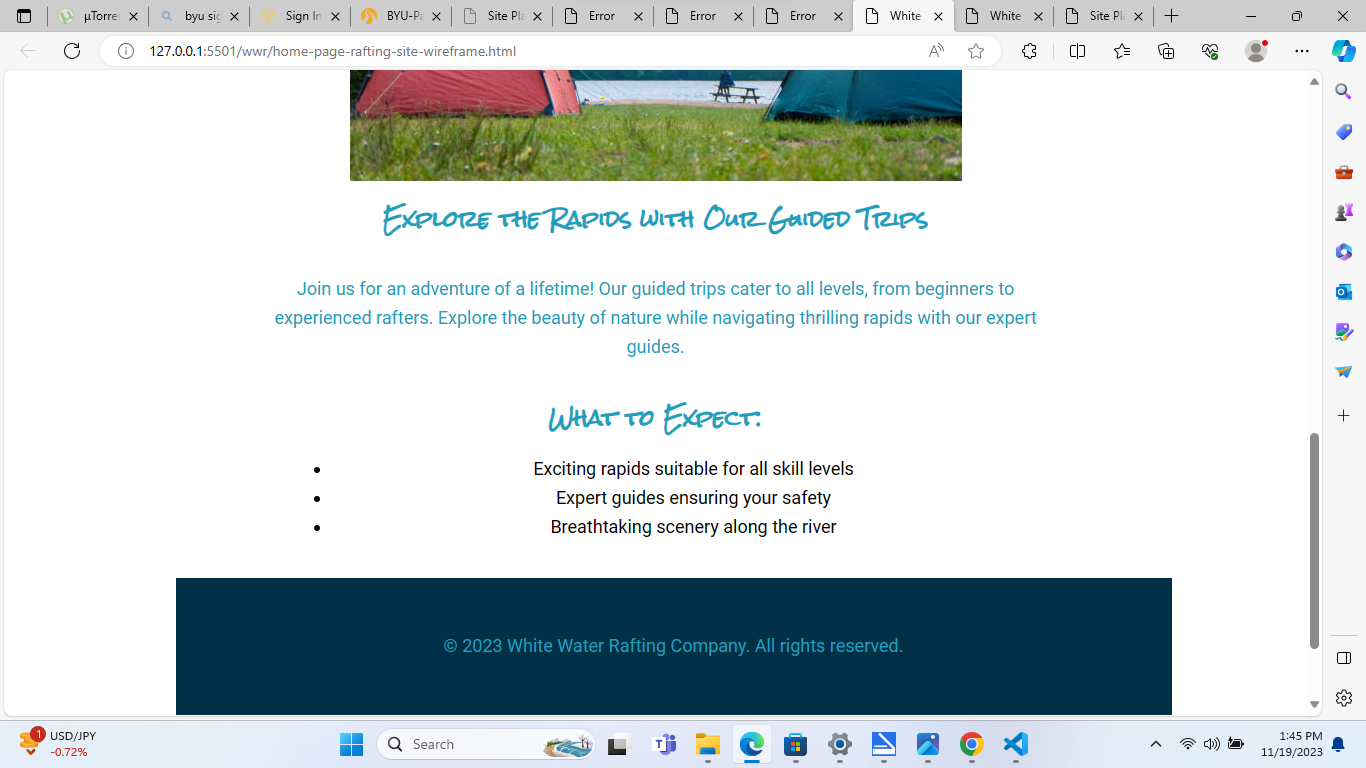 µTorrer
byu sig
Sign In
BYU-Pa
Site Pla
Error
Error
Error
White
White
Site Pla
127.0.0.1:5501/wwr/home-page-rafting-site-wireframe.html
Explore the Rapids with Our Guided Trips
Join us for an adventure of a lifetime! Our guided trips cater to all levels, from beginners to
experienced rafters. Explore the beauty of nature while navigating thrilling rapids with our expert
guides.
What to Expect:
Exciting rapids suitable for all skill levels
Expert guides ensuring your safety
Breathtaking scenery along the river
© 2023 White Water Rafting Company. All rights reserved.
1
USD/JPY
-0.72%
Search
1:45 PM
11/19/2023